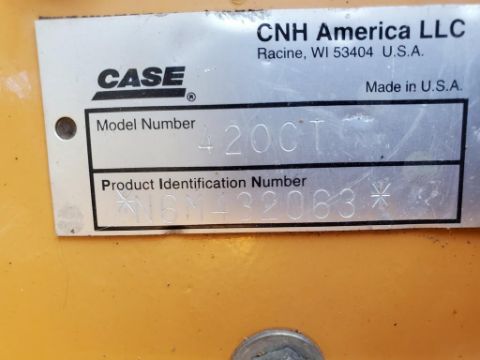 CNH America LLC
Racine, WI 53404 U.S.A.
CASE®
Made in U.S.A.
Model Number
420CT
Product Identification Number
*N6M432063*